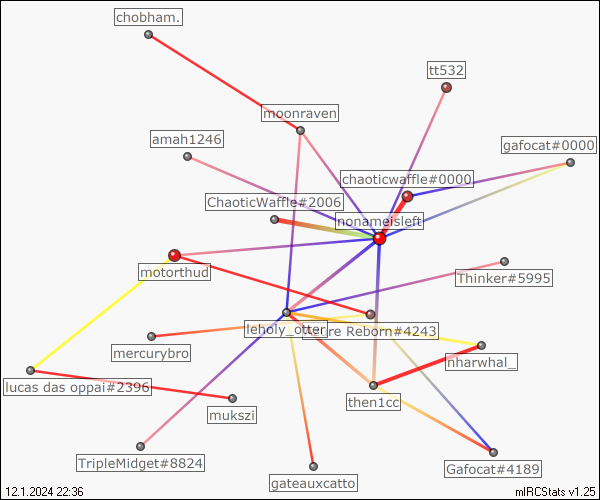 chobham.
tt532
moonraven
amah1246
gafocat#0000
chaoticwaffle#0000
ChaoticWaffle#2006
nonameisleft
motorthud
Thinker#5995
leholy_otter
rre Reborn#4243
mercurybro
nharwhal_
lucas das oppai#2396
then1cc
mukszi
TripleMidget#8824
Gafocat#4189
gateauxcatto
12.1.2024 22:36
mIRCStats v1.25